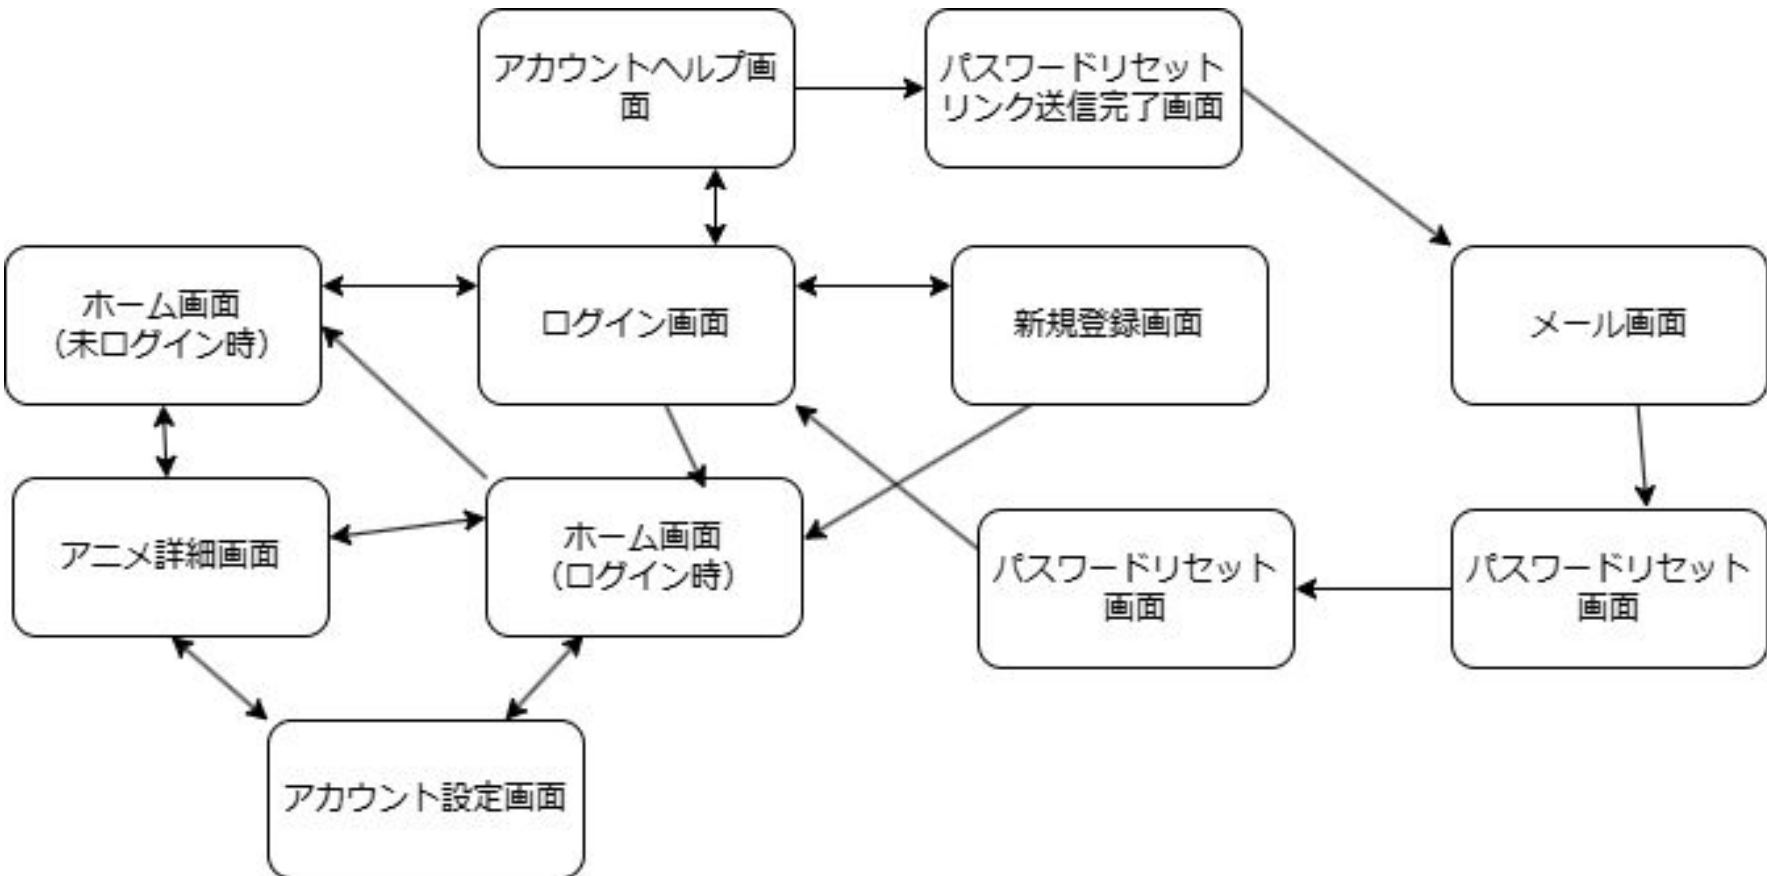 アカウントヘルプ画
面
パスワードリセット
リンク送信完了画面
ホーム画面
（未ログイン時）
ログイン画面
新規登録画面
メール画面
アニメ詳細画面
ホーム画面
（ログイン時）
パスワードリセット
画面
パスワードリセット
画面
アカウント設定画面